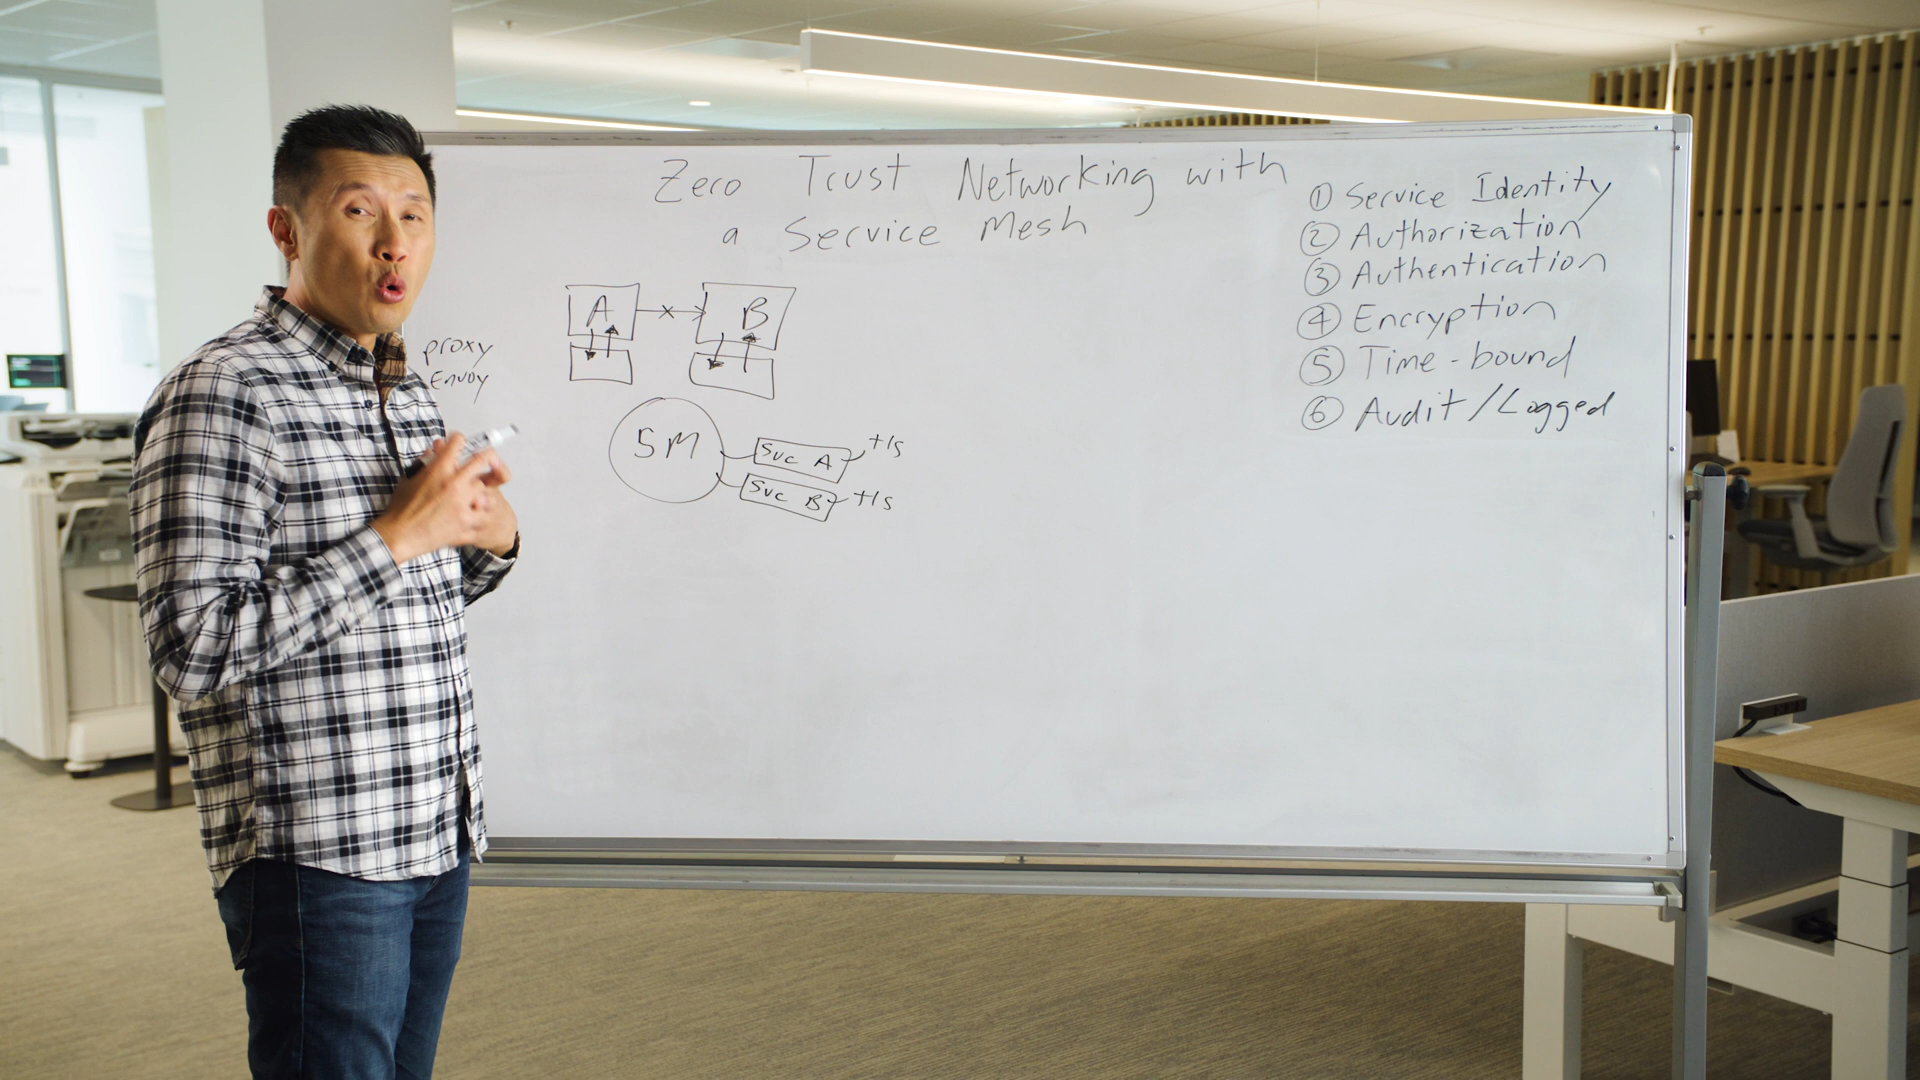 Zero Trust Networking with
a Service Mesh
① Service Identity
② Authorization
③ Authentication
④ Encryption
⑤ Time-bound
⑥ Audit/Logged
A
B
proxy
Envoy
SM
Svc A
tls
Svc B
tls